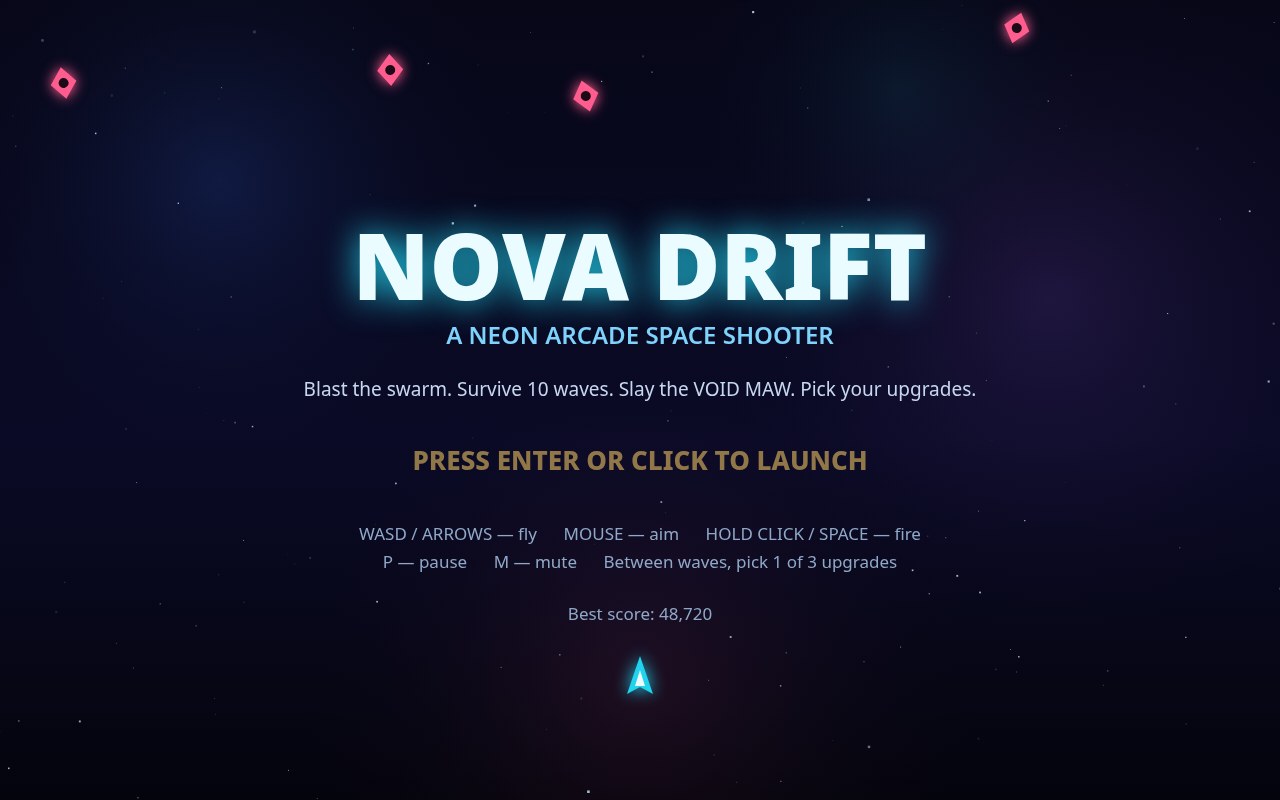 NOVA DRIFT
A NEON ARCADE SPACE SHOOTER
Blast the swarm. Survive 10 waves. Slay the VOID MAW. Pick your upgrades.
PRESS ENTER OR CLICK TO LAUNCH
WASD / ARROWS — fly MOUSE — aim HOLD CLICK / SPACE — fire
P — pause M — mute Between waves, pick 1 of 3 upgrades
Best score: 48,720